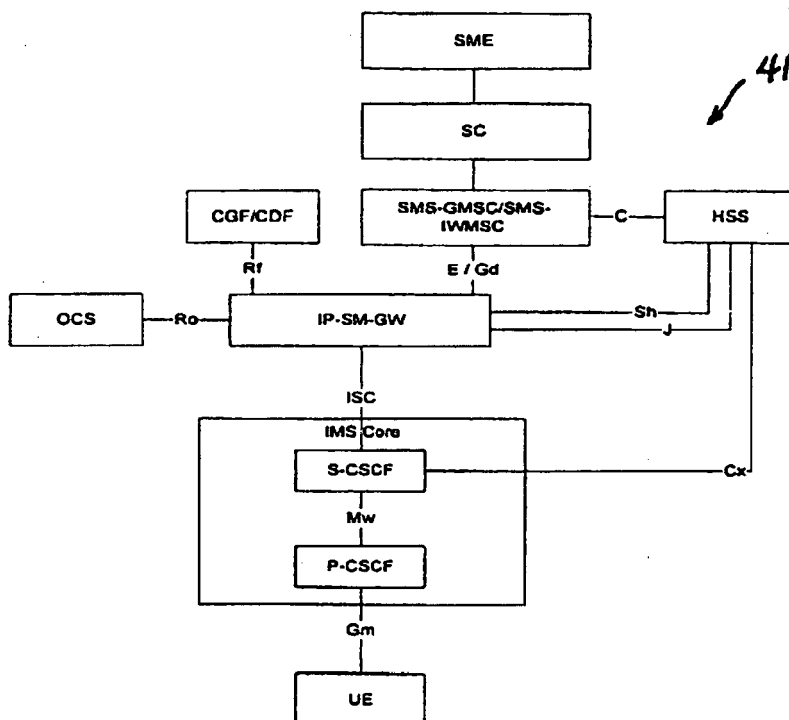 SME
41
SC
CGF/CDF
SMS-GMSC/SMS-
IWMSC
C
HSS
Rf
E / Gd
OCS
Ro
IP-SM-GW
Sh
J
ISC
IMS Core
S-CSCF
Cx
Mw
P-CSCF
Gm
UE